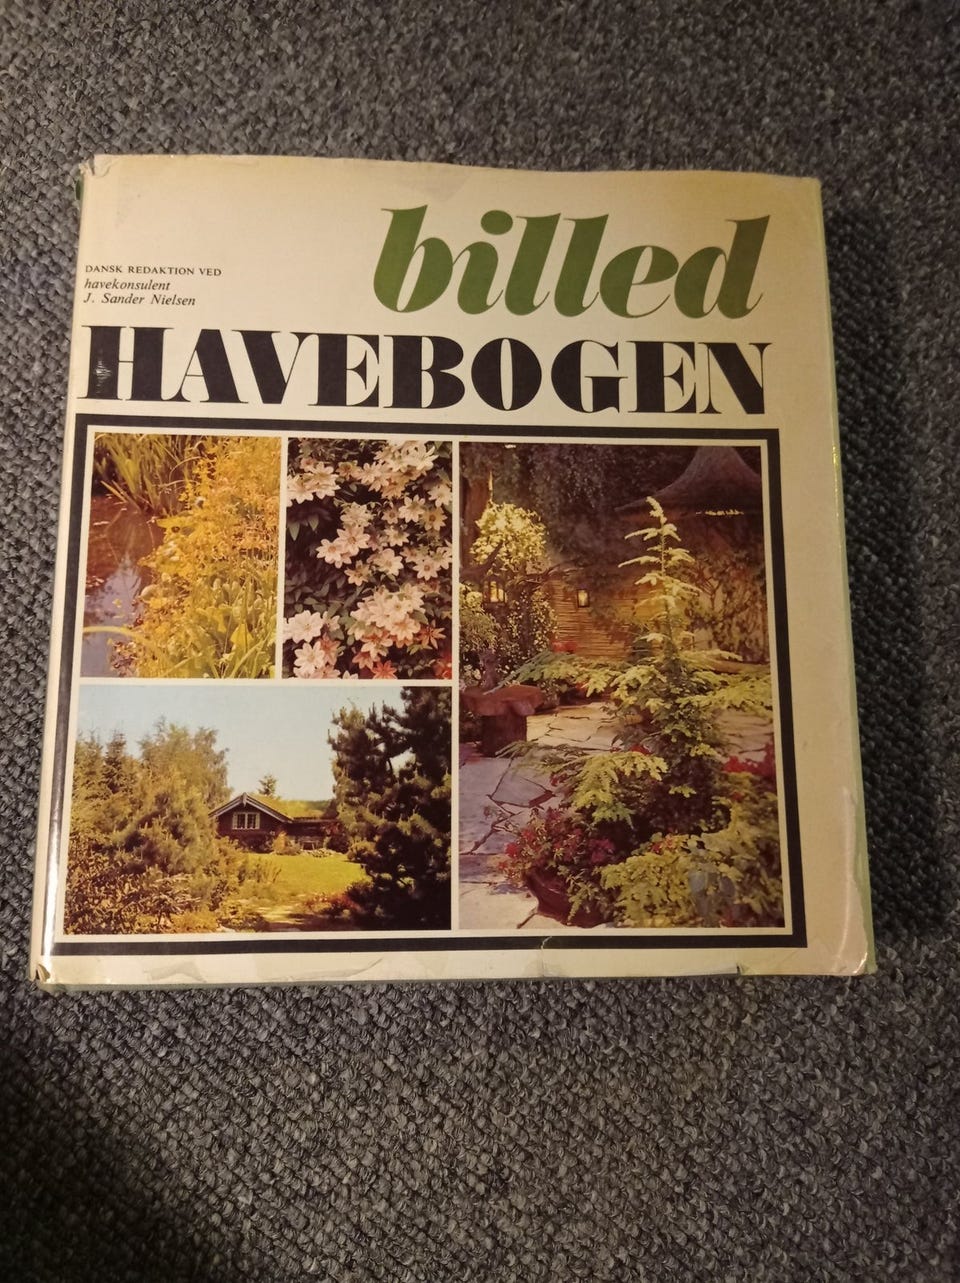 billed
DANSK REDAKTION VED
havekonsulent
J. Sander Nielsen
HAVEBOGEN